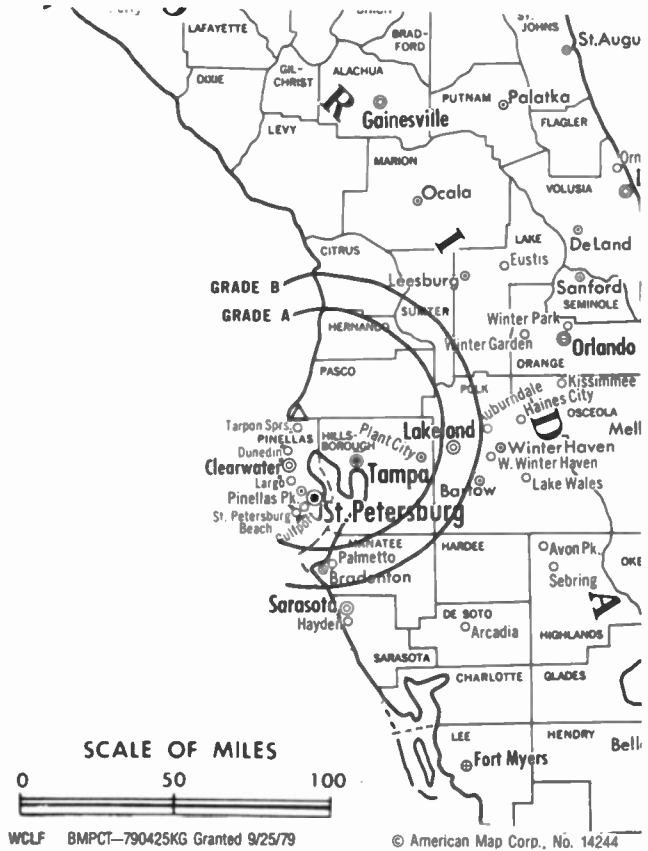 LAFAYETTE
BRAD-
FORD
ST.
JOHNS
St.Augu
DIXIE
GIL-
CHRIST
ALACHUA
R
Gainesville
PUTNAM
Palatka
FLAGLER
LEVY
MARION
Orn
VOLUSIA
Ocala
I
LAKE
DeLand
CITRUS
Eustis
Leesburg
Sanford
SEMINOLE
GRADE B
GRADE A
SUMTER
HERNANDO
Winter Park
Winter Garden
Orlando
ORANGE
PASCO
POLK
Kissimmee
Auburndale
Haines City
OSCEOLA
D
Mell
Tarpon Sprs.
PINELLAS
HILLS-
BOROUGH
Plant City
Lakeland
Dunedin
Winter Haven
Clearwater
Tampa
W. Winter Haven
Largo
Bartow
Lake Wales
Pinellas Pk.
St. Petersburg
St. Petersburg
Beach
Gulfport
MANATEE
HARDEE
Avon Pk.
OKE
Palmetto
Bradenton
Sebring
A
Sarasota
Hayden
DE SOTO
Arcadia
HIGHLANDS
SARASOTA
CHARLOTTE
GLADES
LEE
HENDRY
Belle
Fort Myers
SCALE OF MILES
0 50 100
WCLF BMPCT—790425KG Granted 9/25/79
© American Map Corp., No. 14244